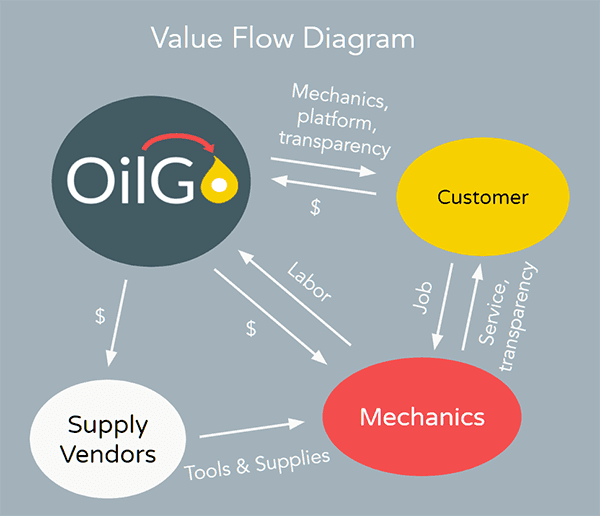 Value Flow Diagram
Mechanics,
platform,
transparency
OilGo
$
Customer
Labor
$
$
Job
Service,
transparency
Supply
Vendors
Mechanics
Tools & Supplies